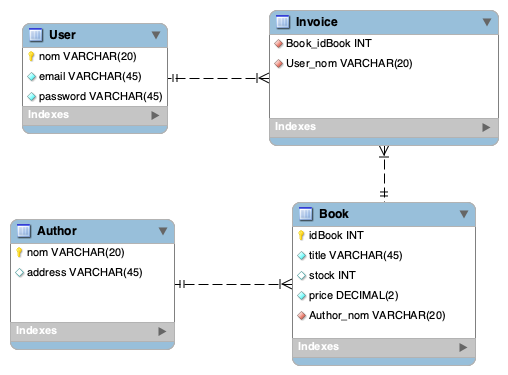 User
nom VARCHAR(20)
email VARCHAR(45)
password VARCHAR(45)
Indexes
Invoice
Book_idBook INT
User_nom VARCHAR(20)
Indexes
Author
nom VARCHAR(20)
address VARCHAR(45)
Indexes
Book
idBook INT
title VARCHAR(45)
stock INT
price DECIMAL(2)
Author_nom VARCHAR(20)
Indexes